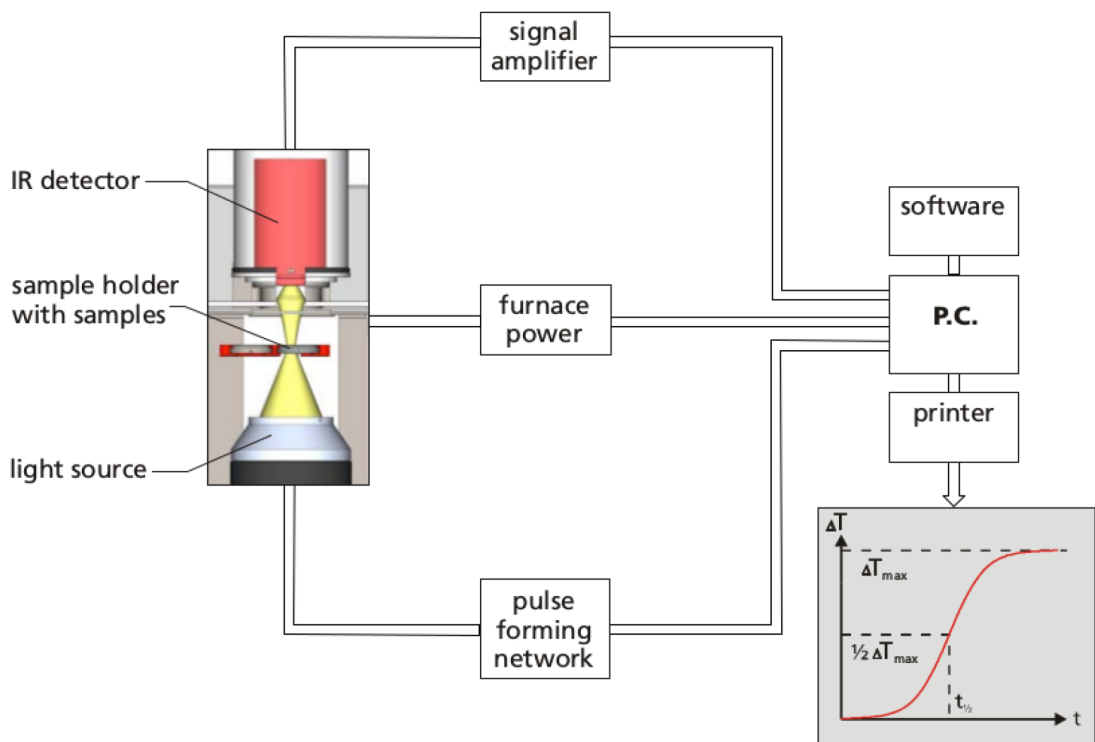 signal
amplifier
IR detector
software
sample holder
with samples
furnace
power
P.C.
printer
light source
ΔT
ΔTmax
pulse
forming
network
½ ΔTmax
t½
t